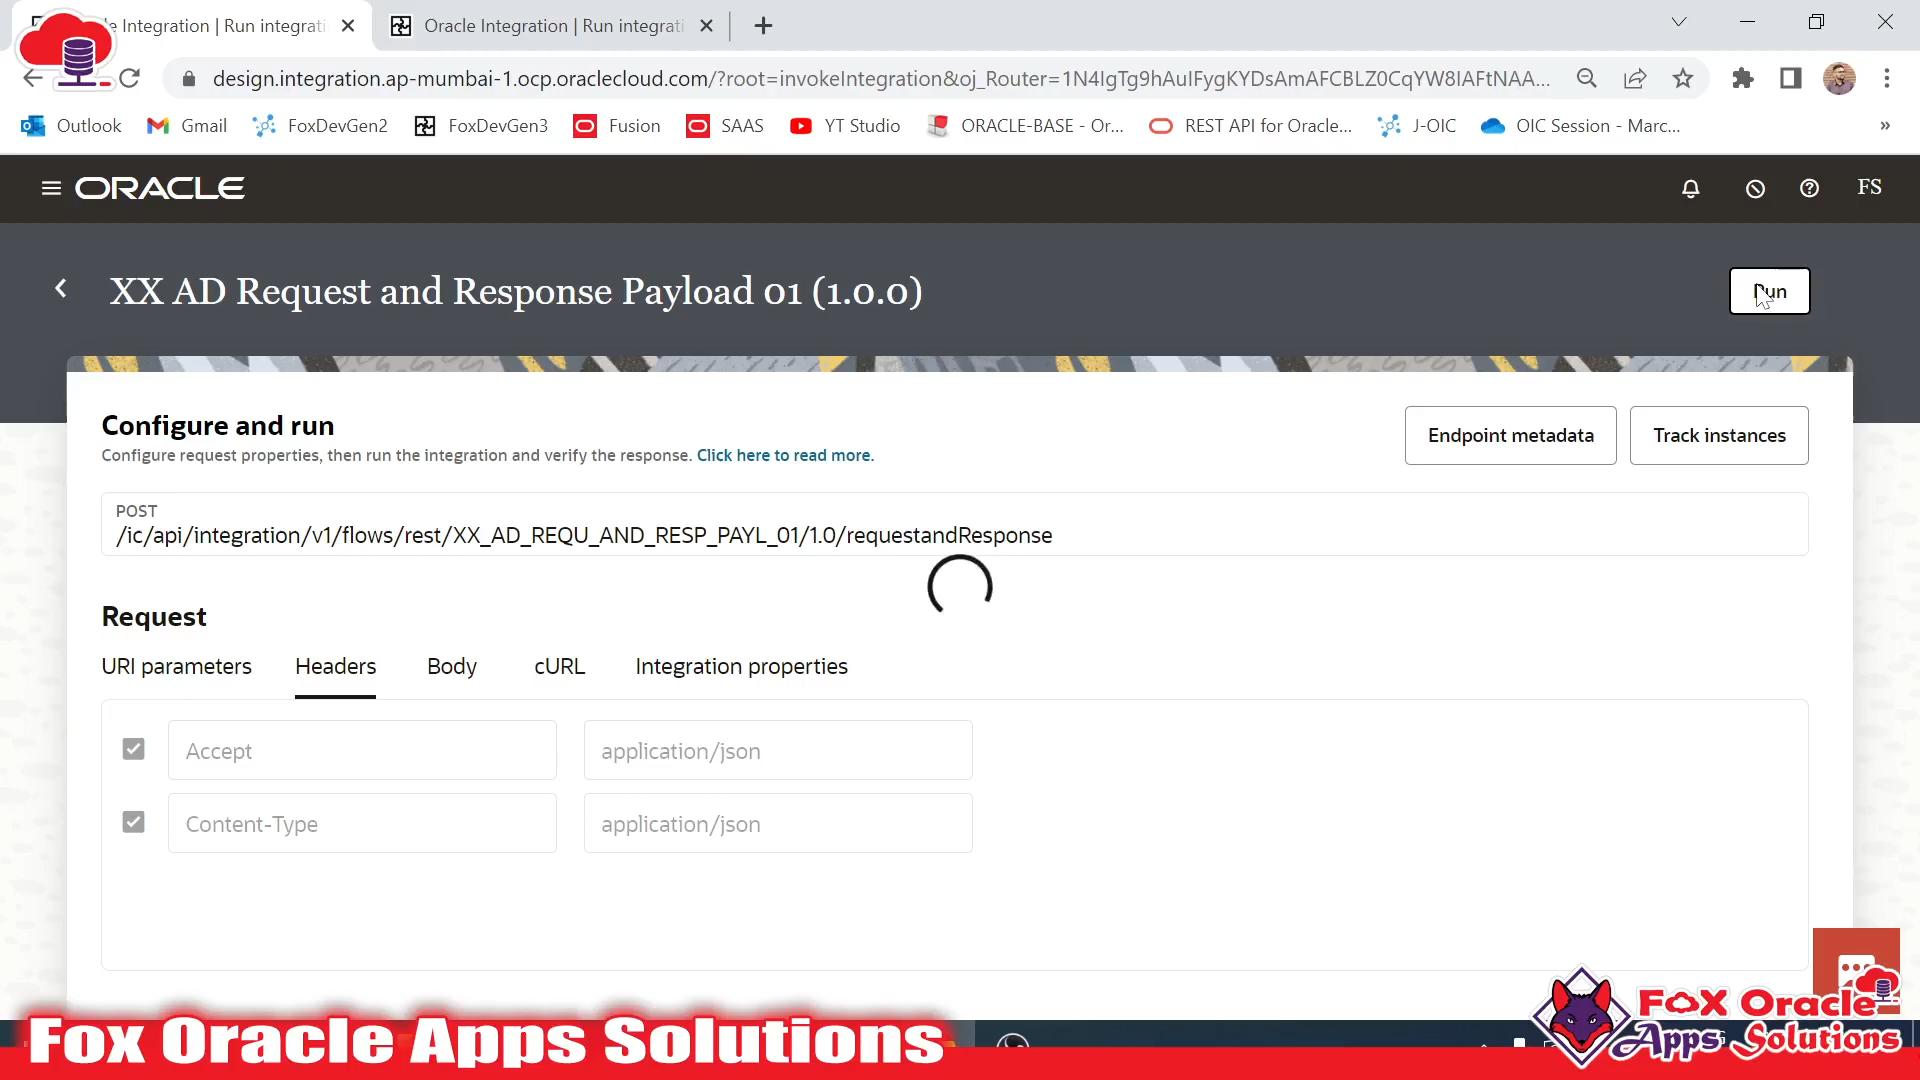 le Integration | Run integrati
Oracle Integration | Run integrati
design.integration.ap-mumbai-1.ocp.oraclecloud.com/?root=invokeIntegration&oj_Router=1N4IgTg9hAuIFygKYDsAmAFCBLZ0CqYW8IAFtNAA...
Outlook
Gmail
FoxDevGen2
FoxDevGen3
Fusion
SAAS
YT Studio
ORACLE-BASE - Or...
REST API for Oracle...
J-OIC
OIC Session - Marc...
»
ORACLE
FS
XX AD Request and Response Payload 01 (1.0.0)
Run
Configure and run
Configure request properties, then run the integration and verify the response. Click here to read more.
Endpoint metadata
Track instances
POST
/ic/api/integration/v1/flows/rest/XX_AD_REQU_AND_RESP_PAYL_01/1.0/requestandResponse
Request
URI parameters
Headers
Body
cURL
Integration properties
Accept
application/json
Content-Type
application/json
Fox Oracle Apps Solutions
Fox Oracle
Apps Solutions